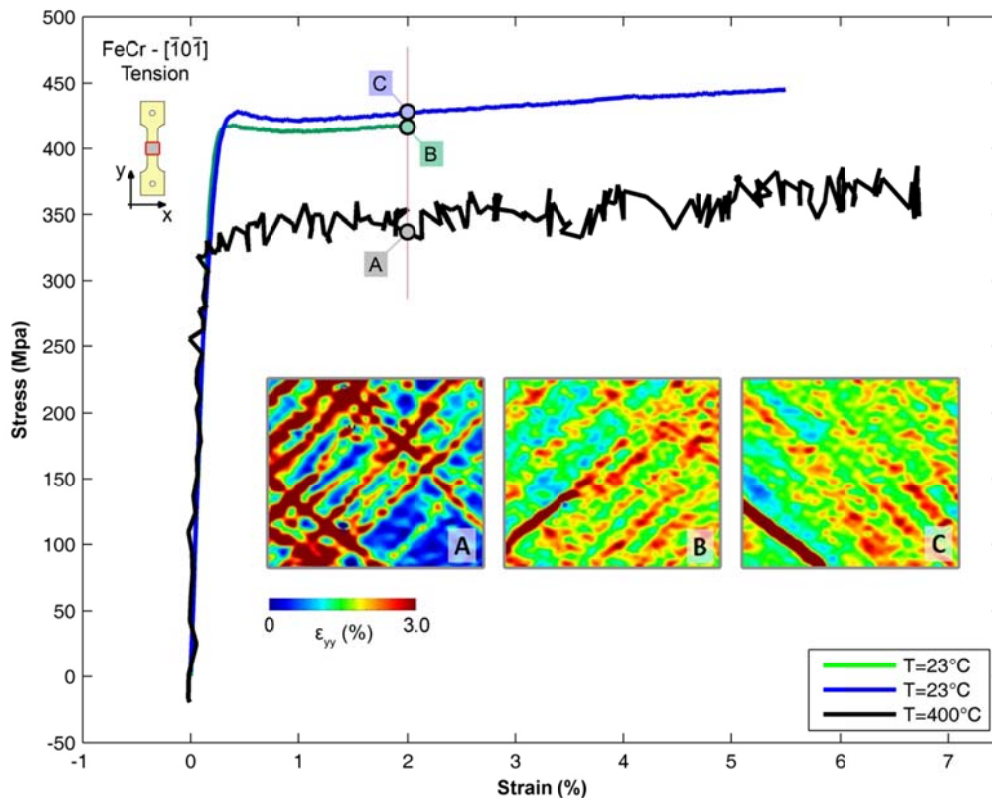 500
450
400
350
300
250
200
150
100
50
0
-50
Stress (Mpa)
FeCr - [1̅01̅]
Tension
y
x
C
B
A
A
B
C
0 3.0
εyy (%)
T=23°C
T=23°C
T=400°C
-1 0 1 2 3 4 5 6 7
Strain (%)